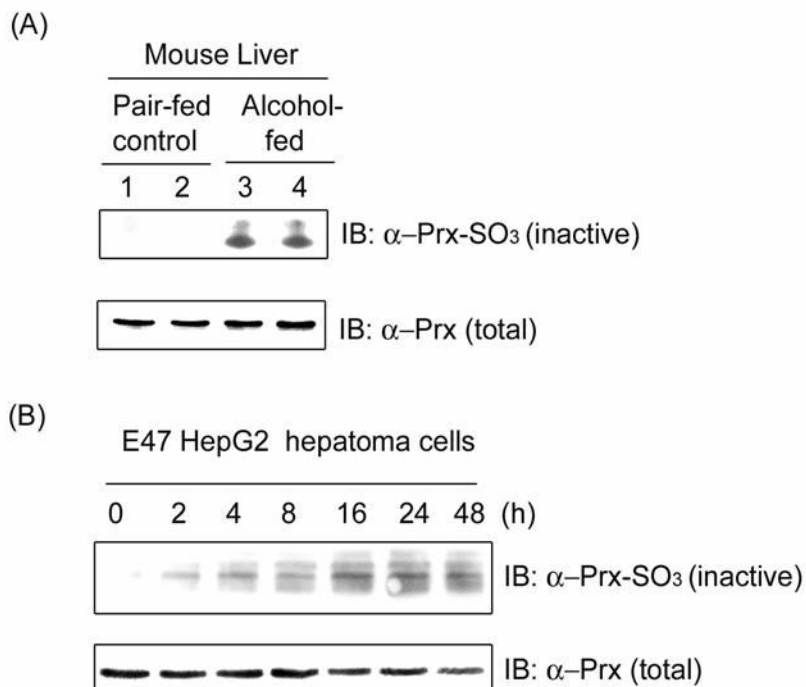 (A)
Mouse Liver
Pair-fed control
Alcohol-fed
1 2 3 4
IB: α–Prx-SO₃ (inactive)
IB: α–Prx (total)
(B)
E47 HepG2 hepatoma cells
0 2 4 8 16 24 48 (h)
IB: α–Prx-SO₃ (inactive)
IB: α–Prx (total)